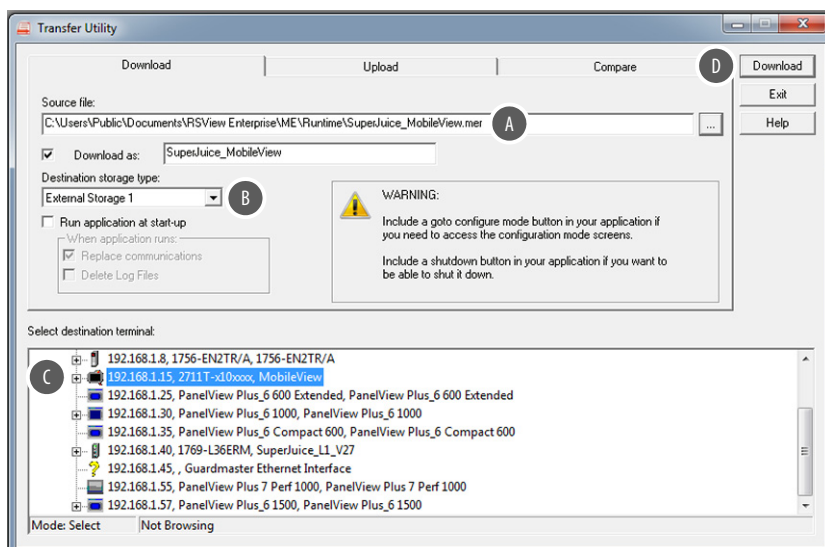 Transfer Utility
Download
Upload
Compare
D
Download
Exit
Help
Source file:
C:\Users\Public\Documents\RSView Enterprise\ME\Runtime\SuperJuice_MobileView.mer
A
...
Download as:
SuperJuice_MobileView
Destination storage type:
External Storage 1
B
Run application at start-up
When application runs:
Replace communications
Delete Log Files
WARNING:
Include a goto configure mode button in your application if
you need to access the configuration mode screens.
Include a shutdown button in your application if you want to
be able to shut it down.
Select destination terminal:
192.168.1.8, 1756-EN2TR/A, 1756-EN2TR/A
C
192.168.1.15, 2711T-x10xxxx, MobileView
192.168.1.25, PanelView Plus_6 600 Extended, PanelView Plus_6 600 Extended
192.168.1.30, PanelView Plus_6 1000, PanelView Plus_6 1000
192.168.1.35, PanelView Plus_6 Compact 600, PanelView Plus_6 Compact 600
192.168.1.40, 1769-L36ERM, SuperJuice_L1_V27
192.168.1.45, , Guardmaster Ethernet Interface
192.168.1.55, PanelView Plus 7 Perf 1000, PanelView Plus 7 Perf 1000
192.168.1.57, PanelView Plus_6 1500, PanelView Plus_6 1500
Mode: Select
Not Browsing